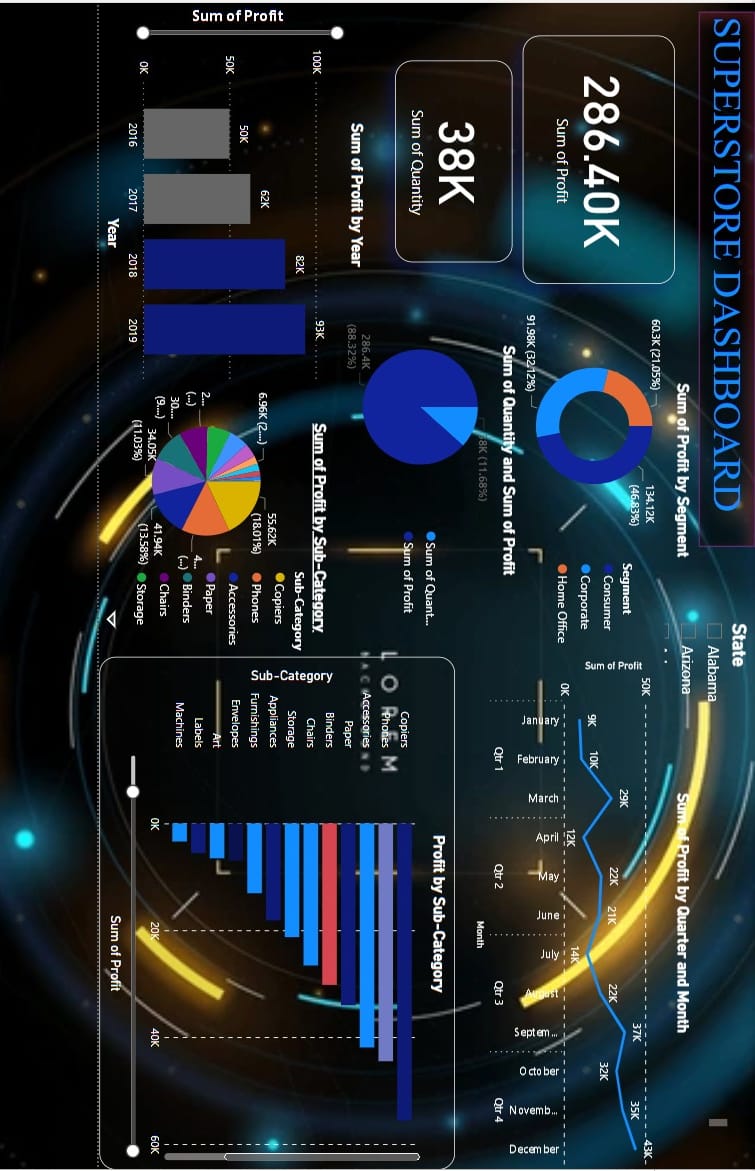 SUPERSTORE DASHBOARD
286.40K
Sum of Profit
38K
Sum of Quantity
Sum of Profit by Segment
60.3K (21.05%)
134.12K
(46.83%)
91.98K (32.12%)
Segment
Consumer
Corporate
Home Office
State
Alabama
Arizona
Sum of Profit by Quarter and Month
Sum of Profit
50K
0K
9K
10K
29K
12K
22K
21K
14K
22K
37K
32K
35K
43K
January
February
March
April
May
June
July
August
Septem...
October
Novemb...
December
Qtr 1
Qtr 2
Qtr 3
Qtr 4
Month
Sum of Quantity and Sum of Profit
(11.68%)
286.4K
(88.32%)
Sum of Quant...
Sum of Profit
Sum of Profit by Year
Sum of Profit
100K
50K
0K
50K
62K
82K
93K
2016
2017
2018
2019
Year
Sum of Profit by Sub-Category
6.96K (2....)
55.62K
(18.01%)
4...
(...)
41.94K
(13.58%)
34.05K
(11.03%)
30....
(9....)
2...
(...)
Sub-Category
Copiers
Phones
Accessories
Paper
Binders
Chairs
Storage
LOREM
Profit by Sub-Category
Sub-Category
Copiers
Phones
Accessories
Paper
Binders
Chairs
Storage
Appliances
Furnishings
Envelopes
Art
Labels
Machines
0K
20K
40K
60K
Sum of Profit